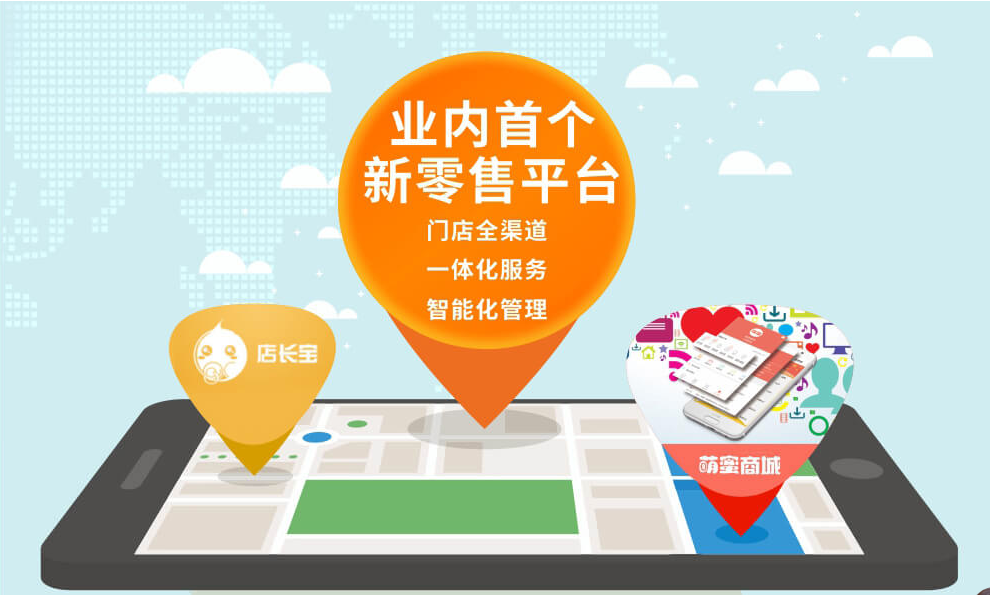 业内首个
新零售平台
门店全渠道
一体化服务
智能化管理
店长宝
萌蜜商城